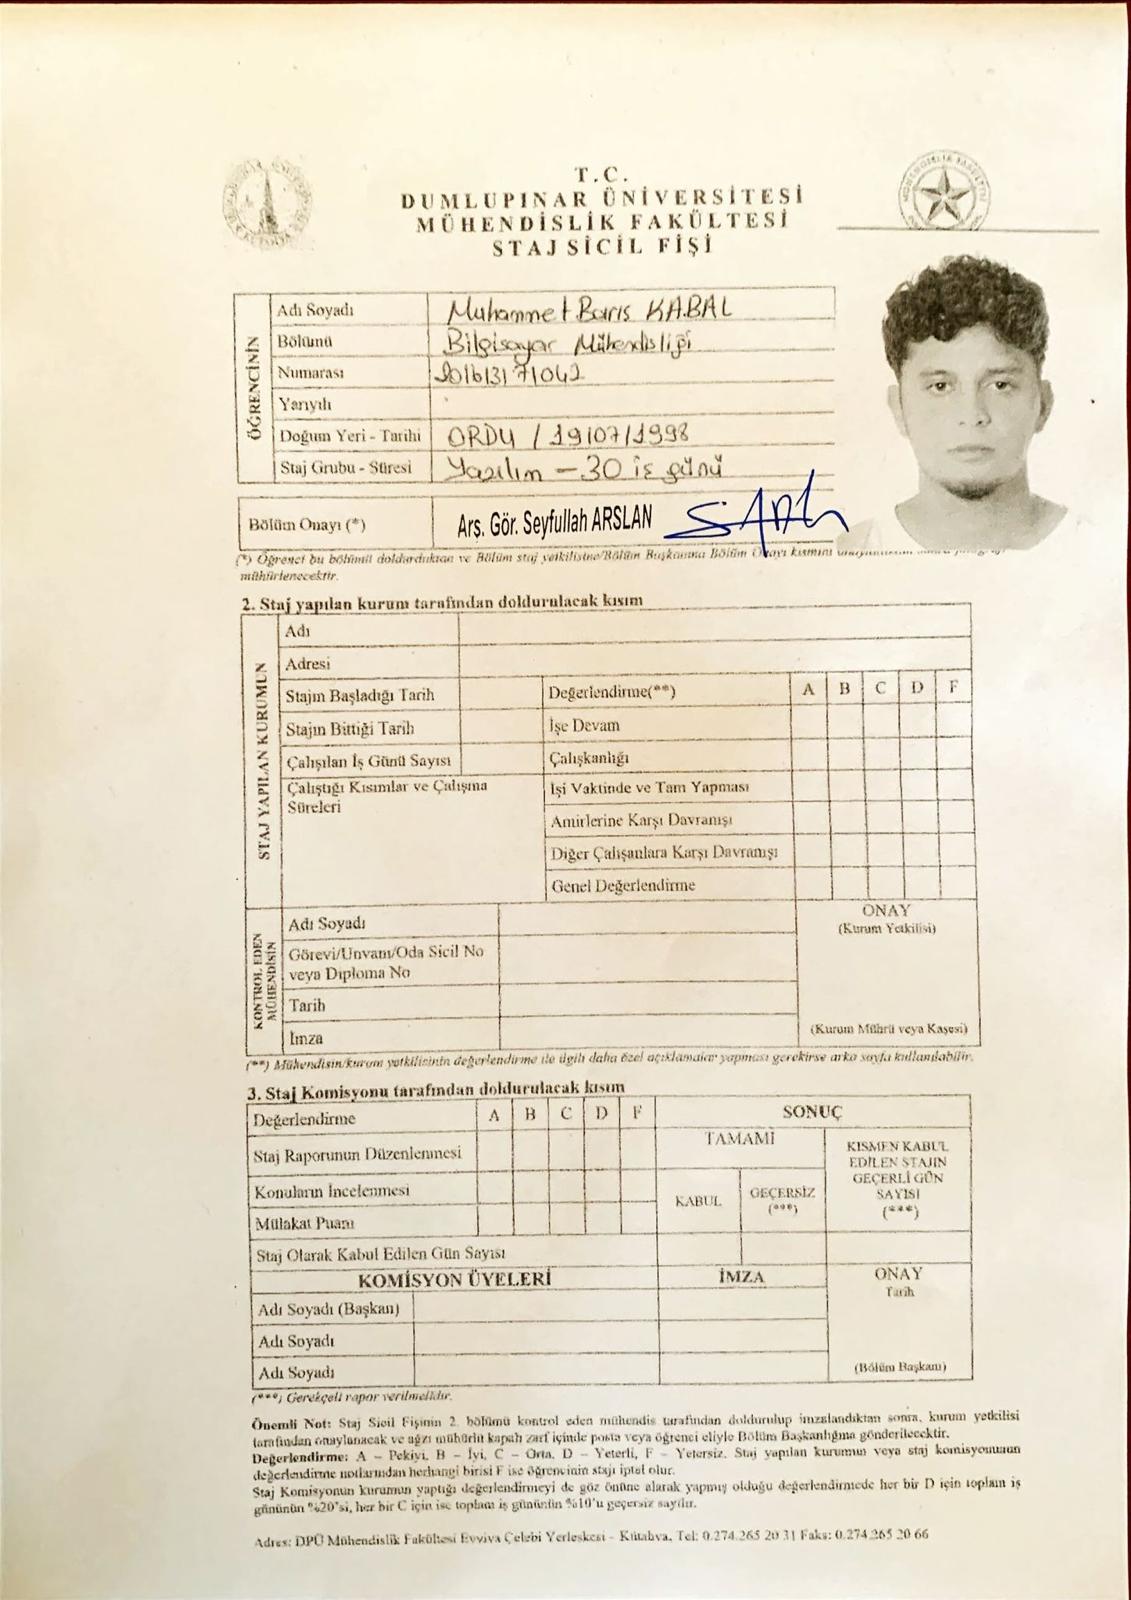 T.C.
DUMLUPINAR ÜNİVERSİTESİ
MÜHENDİSLİK FAKÜLTESİ
STAJ SİCİL FİŞİ
ÖĞRENCİNİN
Adı Soyadı Muhammet Barıs KABAL
Bölümü Bilgisayar Mühendisliği
Numarası 201613171042
Yarıyılı
Doğum Yeri - Tarihi ORDU / 19/07/1998
Staj Grubu - Süresi Yazılım - 30 iş günü
Bölüm Onayı (*) Arş. Gör. Seyfullah ARSLAN
(*) Öğrenci bu bölümü doldurduktan ve Bölüm staj yetkilisine/Bölüm Başkanına Bölüm Onayı kısmını
mühürlenecektir.
2. Staj yapılan kurum tarafından doldurulacak kısım
STAJ YAPILAN KURUMUN
Adı
Adresi
Stajın Başladığı Tarih Değerlendirme(**) A B C D F
Stajın Bittiği Tarih İşe Devam
Çalışılan İş Günü Sayısı Çalışkanlığı
Çalıştığı Kısımlar ve Çalışma İşi Vaktinde ve Tam Yapması
Süreleri
Amirlerine Karşı Davranışı
Diğer Çalışanlara Karşı Davranışı
Genel Değerlendirme
KONTROL EDEN
MÜHENDİSİN
Adı Soyadı
Görevi/Unvanı/Oda Sicil No
veya Diploma No
Tarih
İmza
ONAY
(Kurum Yetkilisi)
(Kurum Mührü veya Kaşesi)
(**) Mühendisin/kurum yetkilisinin değerlendirme ile ilgili daha özel açıklamalar yapması gerekirse arka sayfa kullanılabilir.
3. Staj Komisyonu tarafından doldurulacak kısım
Değerlendirme A B C D F SONUÇ
Staj Raporunun Düzenlenmesi
Konuların İncelenmesi
Mülakat Puanı
TAMAMI
KABUL GEÇERSİZ
(***)
KISMEN KABUL
EDİLEN STAJIN
GEÇERLİ GÜN
SAYISI
(***)
Staj Olarak Kabul Edilen Gün Sayısı
KOMİSYON ÜYELERİ İMZA ONAY
Tarih
Adı Soyadı (Başkan)
Adı Soyadı
Adı Soyadı
(Bölüm Başkanı)
(***) Gerekçeli rapor verilmelidir.
Önemli Not: Staj Sicil Fişinin 2. bölümü kontrol eden mühendis tarafından doldurulup imzalandıktan sonra, kurum yetkilisi
tarafından onaylanacak ve ağzı mühürlü kapalı zarf içinde posta veya öğrenci eliyle Bölüm Başkanlığına gönderilecektir.
Değerlendirme: A – Pekiyi, B – İyi, C – Orta, D – Yeterli, F – Yetersiz. Staj yapılan kurumun veya staj komisyonunun
değerlendirme notlarından herhangi birisi F ise öğrencinin stajı iptal olur.
Staj Komisyonun kurumun yaptığı değerlendirmeyi de göz önüne alarak yapmış olduğu değerlendirmede her bir D için toplam iş
gününün %20'si, her bir C için ise toplam iş gününün %10'u geçersiz sayılır.
Adres: DPÜ Mühendislik Fakültesi Evliya Çelebi Yerleşkesi - Kütahya, Tel: 0.274.265 20 31 Faks: 0.274.265 20 66